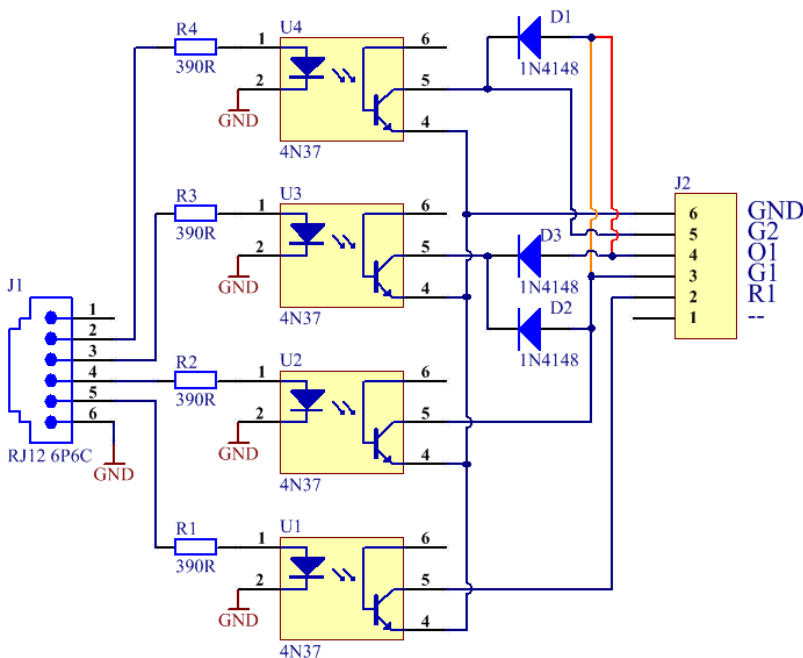 R4
390R
1
2
GND
U4
4N37
6
5
4
D1
1N4148
R3
390R
1
2
GND
U3
4N37
6
5
4
D3
1N4148
D2
1N4148
J2
6 GND
5 G2
4 O1
3 G1
2 R1
1 --
J1
1
2
3
4
5
6
RJ12 6P6C
GND
R2
390R
1
2
GND
U2
4N37
6
5
4
R1
390R
1
2
GND
U1
4N37
6
5
4